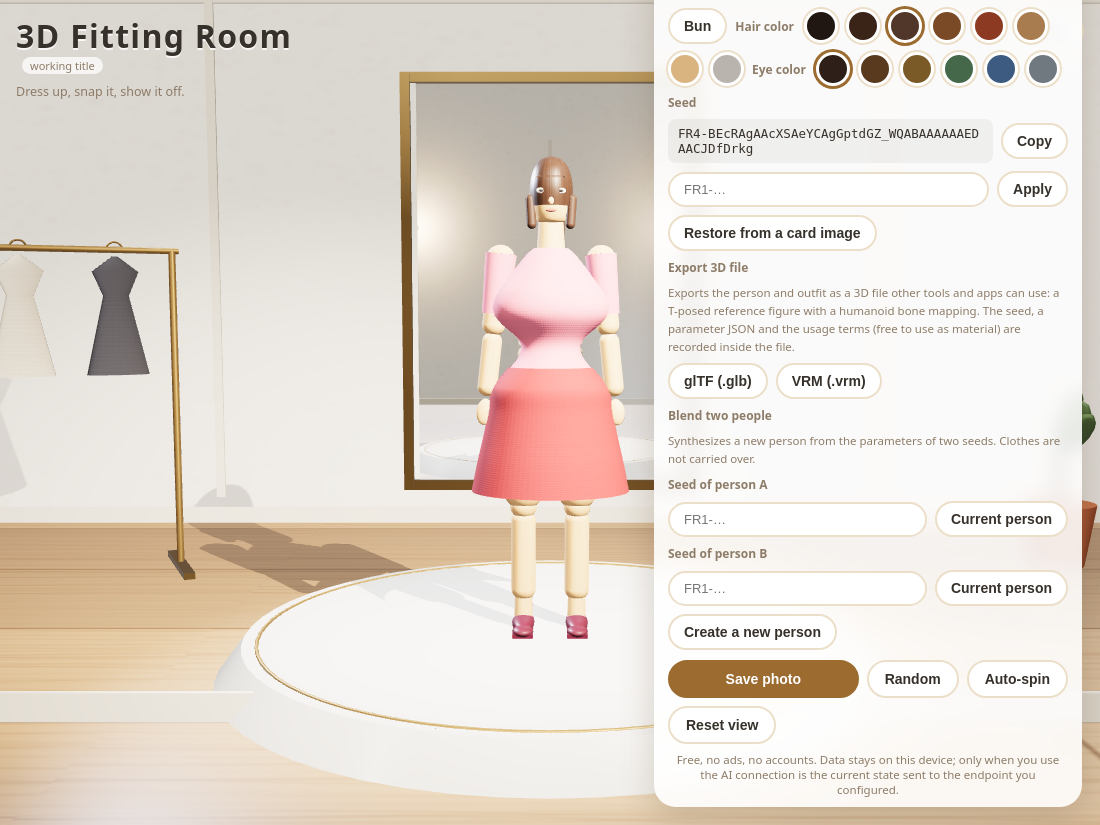 3D Fitting Room
working title
Dress up, snap it, show it off.
Bun
Hair color
Eye color
Seed
FR4-BEcRAgAAcXSAeYCAgGptdGZ_WQABAAAAAAED
AACJDfDrkg
Copy
FR1-…
Apply
Restore from a card image
Export 3D file
Exports the person and outfit as a 3D file other tools and apps can use: a
T-posed reference figure with a humanoid bone mapping. The seed, a
parameter JSON and the usage terms (free to use as material) are
recorded inside the file.
glTF (.glb)
VRM (.vrm)
Blend two people
Synthesizes a new person from the parameters of two seeds. Clothes are
not carried over.
Seed of person A
FR1-…
Current person
Seed of person B
FR1-…
Current person
Create a new person
Save photo
Random
Auto-spin
Reset view
Free, no ads, no accounts. Data stays on this device; only when you use
the AI connection is the current state sent to the endpoint you
configured.